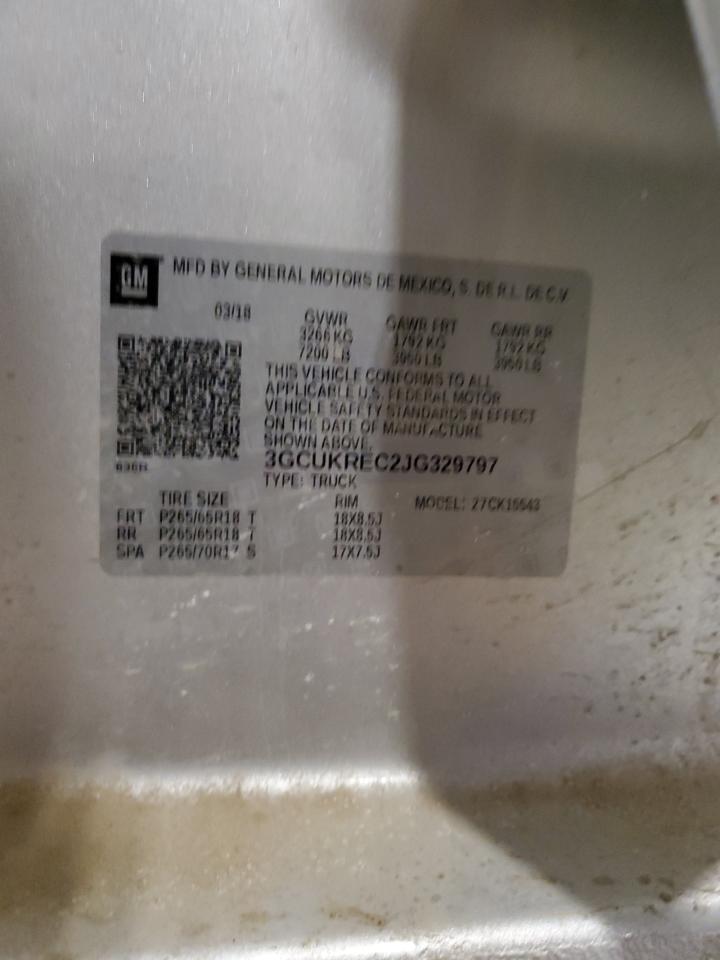 GM MFD BY GENERAL MOTORS DE MEXICO, S. DE R.L. DE C.V.
03/18 GVWR GAWR FRT GAWR RR
3266 KG 1792 KG 1792 KG
7200 LB 3950 LB 3950 LB
THIS VEHICLE CONFORMS TO ALL
APPLICABLE U.S. FEDERAL MOTOR
VEHICLE SAFETY STANDARDS IN EFFECT
ON THE DATE OF MANUFACTURE
SHOWN ABOVE.
3GCUKREC2JG329797
TYPE: TRUCK
TIRE SIZE RIM MODEL: 27CK15543
FRT P265/65R18 T 18X8.5J
RR P265/65R18 T 18X8.5J
SPA P265/70R17 S 17X7.5J